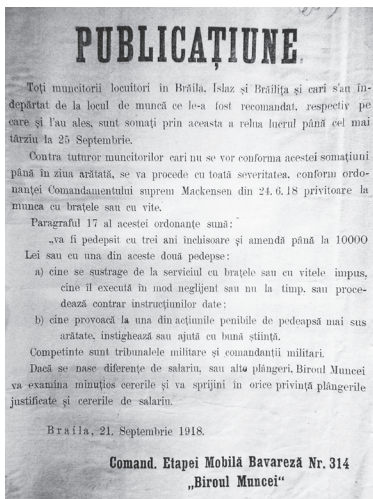 PUBLICAȚIUNE
Toți muncitorii locuitori în Brăila, Islaz și Brăilița și cari s'au în-
depărtat de la locul de muncă ce le-a fost recomandat, respectiv pe
care și l'au ales, sunt somați prin aceasta a relua lucrul până cel mai
târziu la 25 Septembrie.
Contra tuturor muncitorilor cari nu se vor conforma acestei somațiuni
până în ziua arătată, se va procede cu toată severitatea, conform ordo-
nanței Comandamentului suprem Mackensen din 24.6.18 privitoare la
munca cu brațele sau cu vite.
Paragraful 17 al acestei ordonanțe sună:
„va fi pedepsit cu trei ani închisoare și amendă până la 10000
Lei sau cu una din aceste două pedepse:
a) cine se sustrage de la serviciul cu brațele sau cu vitele impus,
cine îl execută în mod neglijent sau nu la timp, sau proce-
dează contrar instrucțiunilor date:
b) cine provoacă la una din acțiunile penibile de pedeapsă mai sus
arătate, instighează sau ajută cu bună știință.
Competinte sunt tribunalele militare și comandanții militari.
Dacă se nasc diferențe de salariu, sau alte plângeri, Biroul Muncei
va examina minuțios cererile și va sprijini în orice privință plângerile
justificate și cererile de salariu.
Braila, 21. Septembrie 1918.
Comand. Etapei Mobilă Bavareză Nr. 314
„Biroul Muncei“